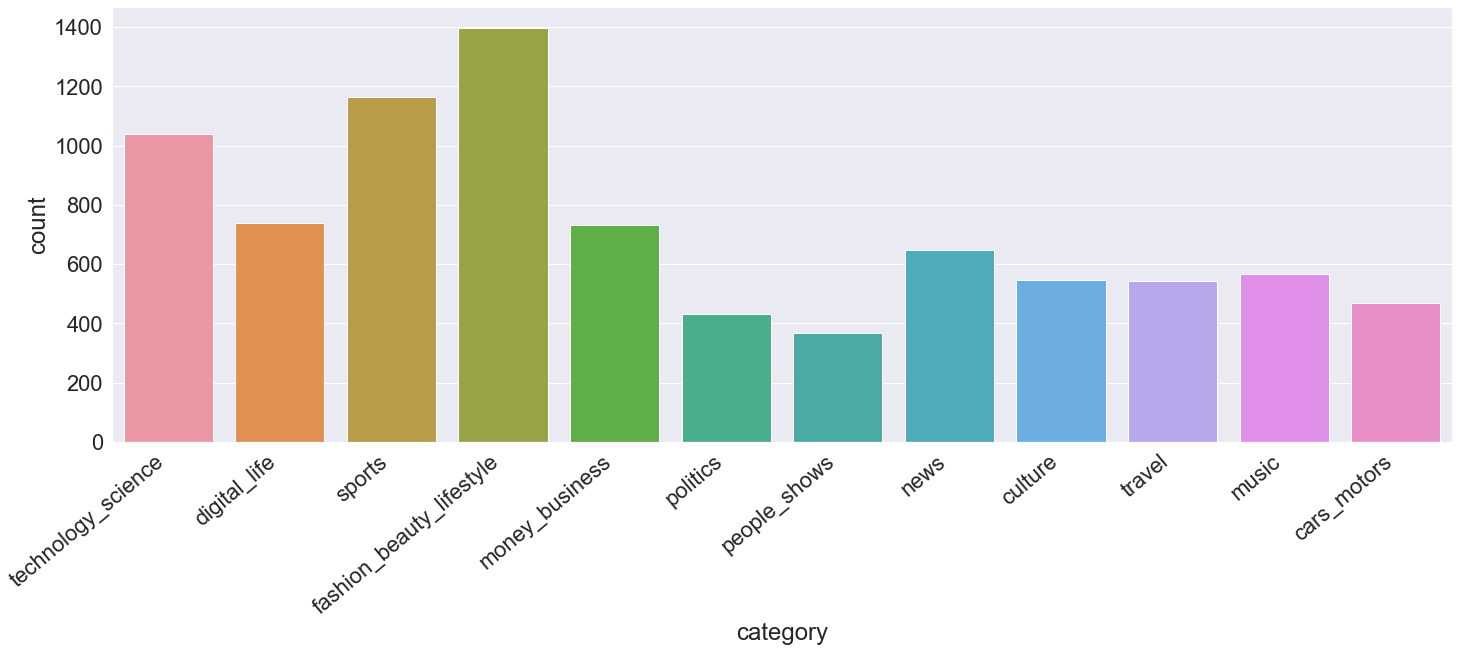 1400
1200
1000
800
600
400
200
0
count
technology_science
digital_life
sports
fashion_beauty_lifestyle
money_business
politics
people_shows
news
culture
travel
music
cars_motors
category